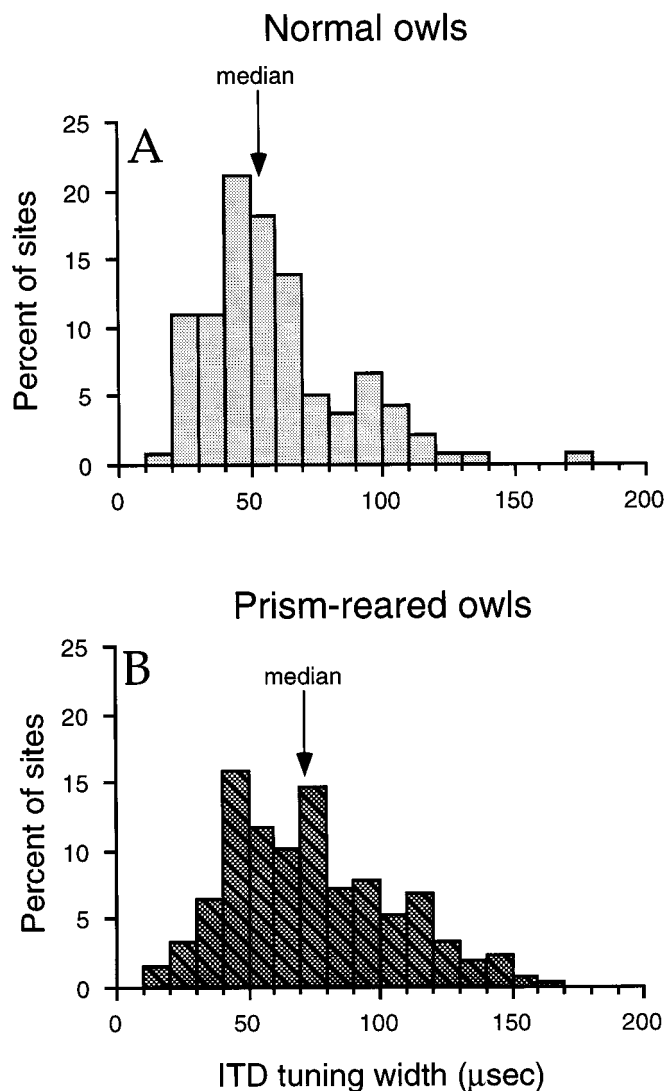 Normal owls
median
A
25
20
15
10
5
0
Percent of sites
0 50 100 150 200
Prism-reared owls
median
B
25
20
15
10
5
0
Percent of sites
0 50 100 150 200
ITD tuning width (μsec)